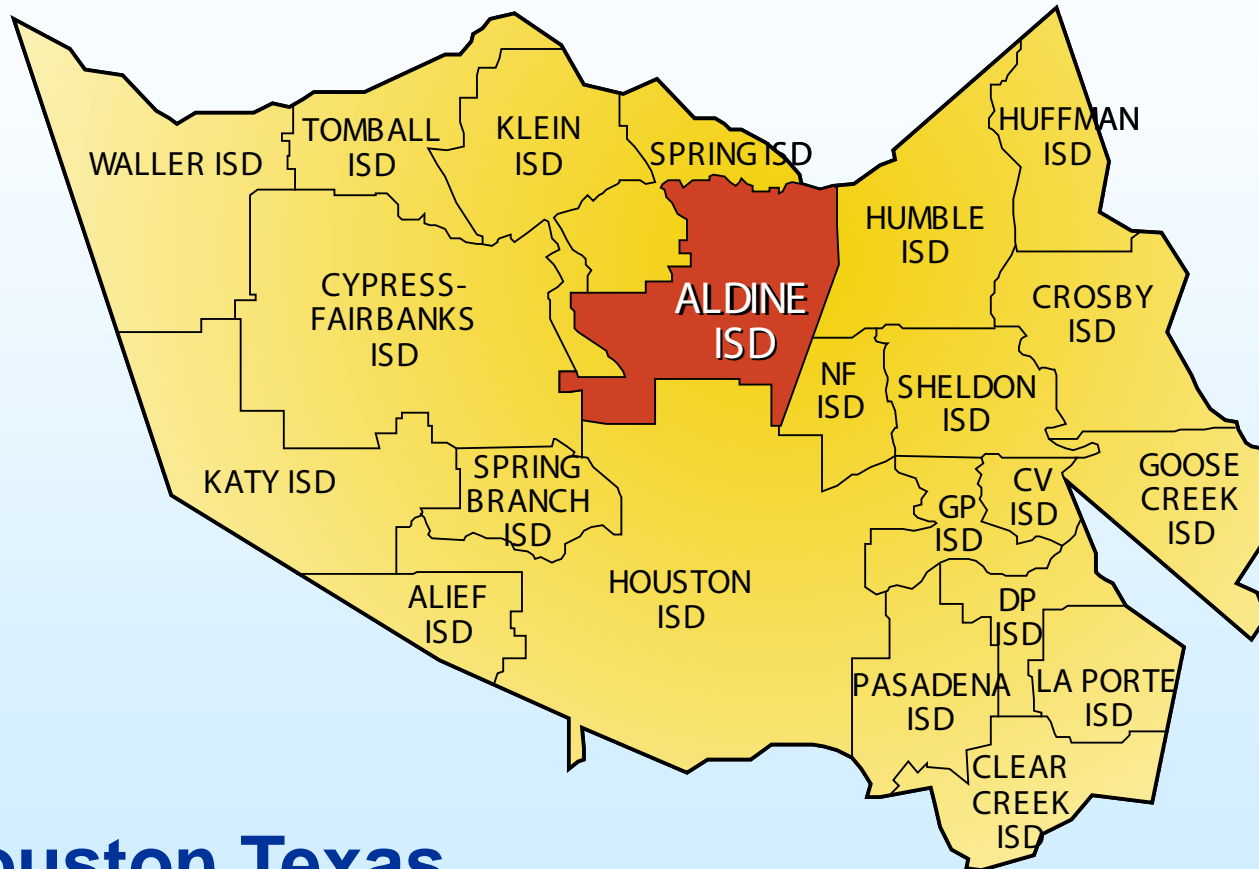 WALLER ISD
TOMBALL
ISD
KLEIN
ISD
SPRING ISD
HUFFMAN
ISD
HUMBLE
ISD
CYPRESS-
FAIRBANKS
ISD
ALDINE
ISD
CROSBY
ISD
NF
ISD
SHELDON
ISD
KATY ISD
SPRING
BRANCH
ISD
GP
ISD
CV
ISD
GOOSE
CREEK
ISD
ALIEF
ISD
HOUSTON
ISD
DP
ISD
PASADENA
ISD
LA PORTE
ISD
CLEAR
CREEK
ISD
ouston Texas